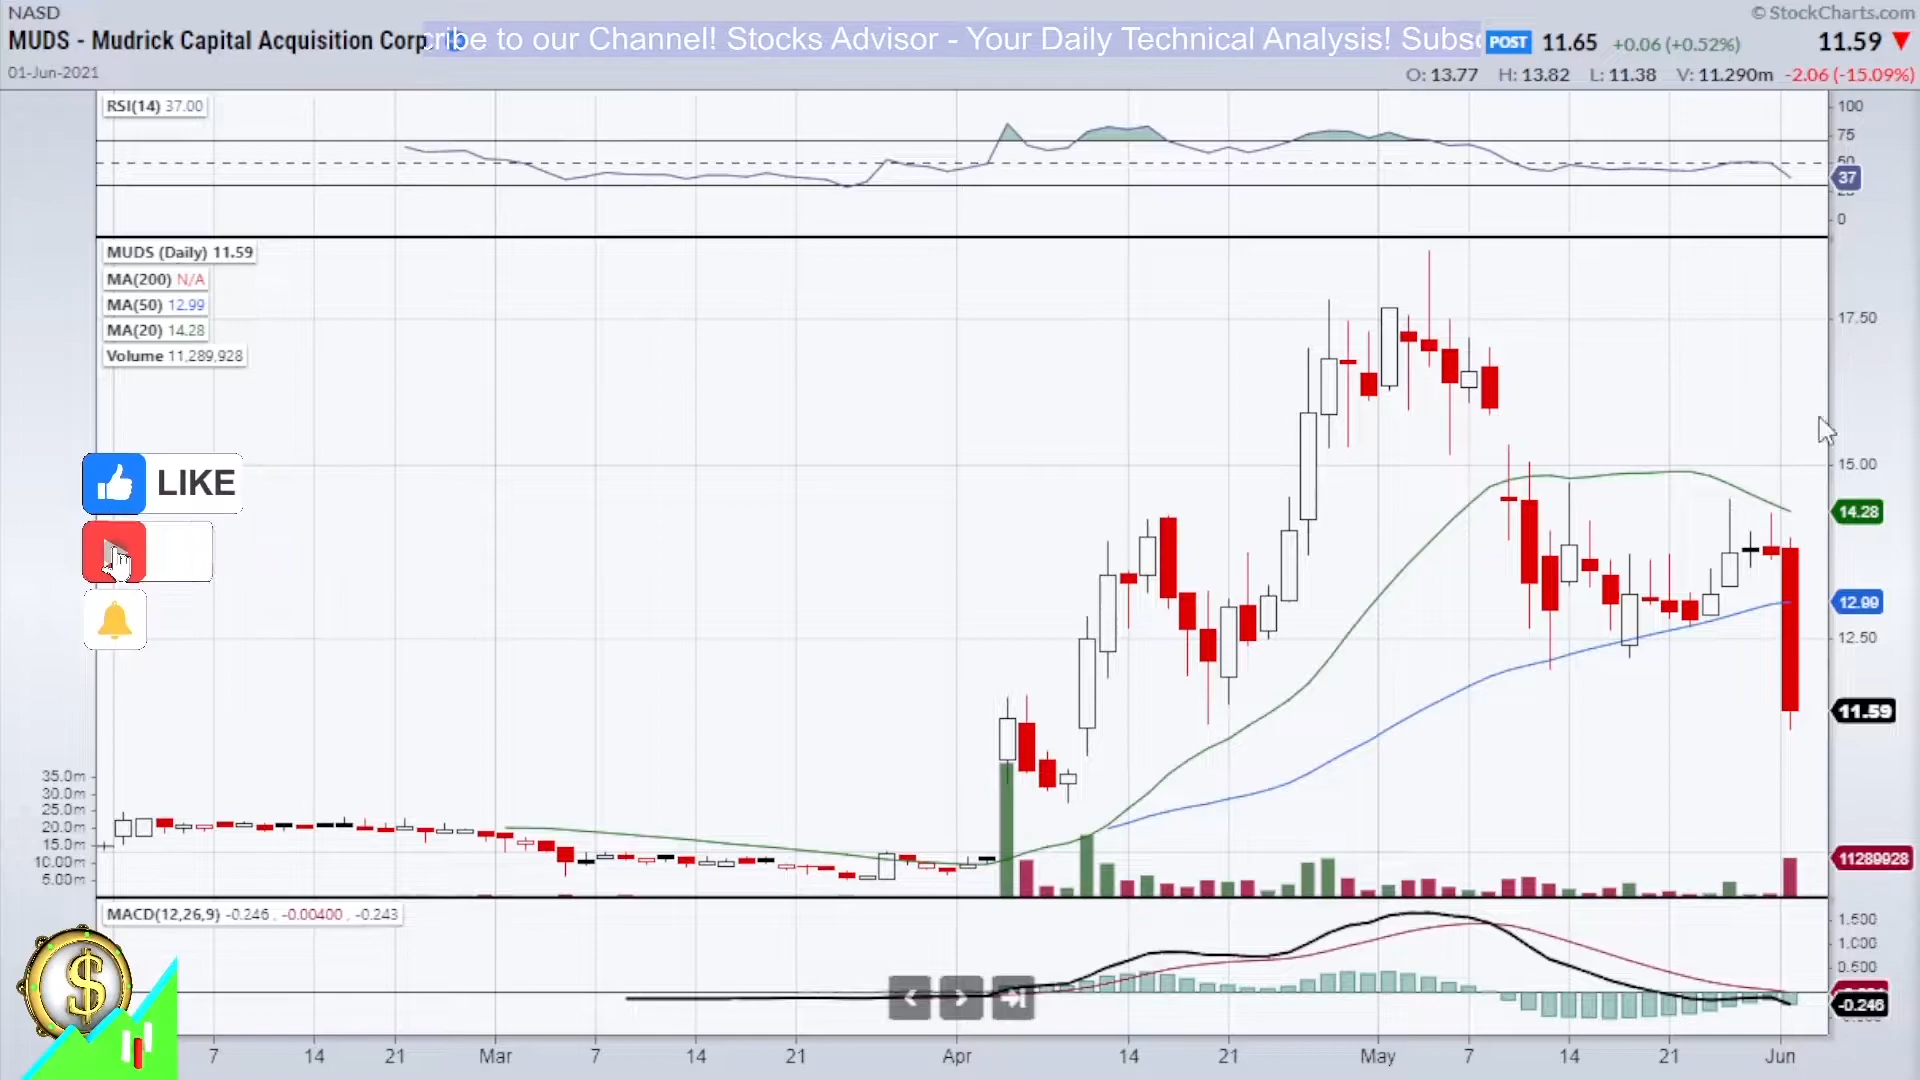 NASD
© StockCharts.com
MUDS - Mudrick Capital Acquisition Corp
cribe to our Channel! Stocks Advisor - Your Daily Technical Analysis! Subs
POST 11.65 +0.06 (+0.52%) 11.59
01-Jun-2021
O: 13.77 H: 13.82 L: 11.38 V: 11.290m -2.06 (-15.09%)
RSI(14) 37.00
100
75
50
37
25
0
MUDS (Daily) 11.59
MA(200) N/A
MA(50) 12.99
MA(20) 14.28
Volume 11,289,928
17.50
15.00
14.28
12.99
12.50
11.59
LIKE
35.0m
30.0m
25.0m
20.0m
15.0m
10.00m
5.00m
11289928
MACD(12,26,9) -0.246, -0.00400, -0.243
1.500
1.000
0.500
-0.246
$
7 14 21 Mar 7 14 21 Apr 14 21 May 7 14 21 Jun